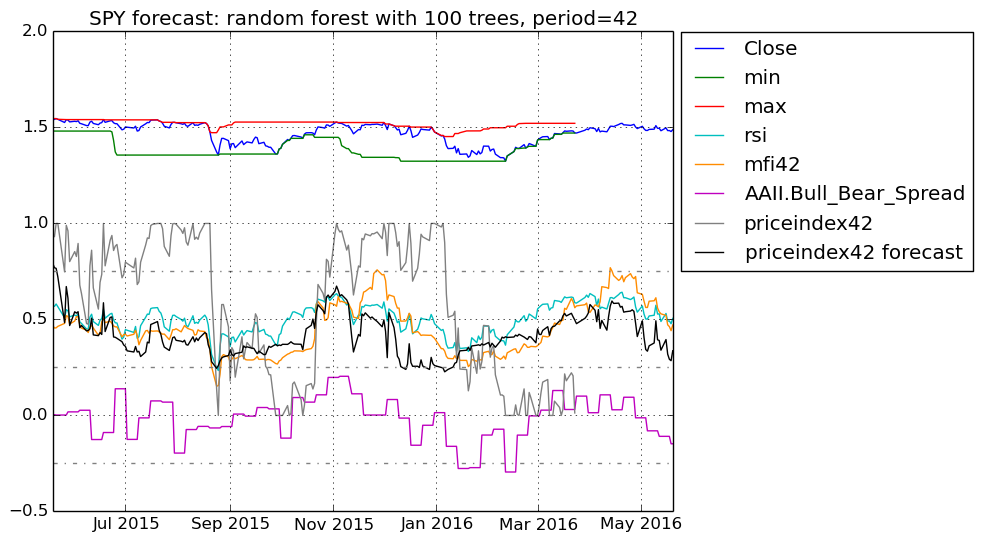 SPY forecast: random forest with 100 trees, period=42
2.0
1.5
1.0
0.5
0.0
−0.5
Jul 2015 Sep 2015 Nov 2015 Jan 2016 Mar 2016 May 2016
Close
min
max
rsi
mfi42
AAII.Bull_Bear_Spread
priceindex42
priceindex42 forecast